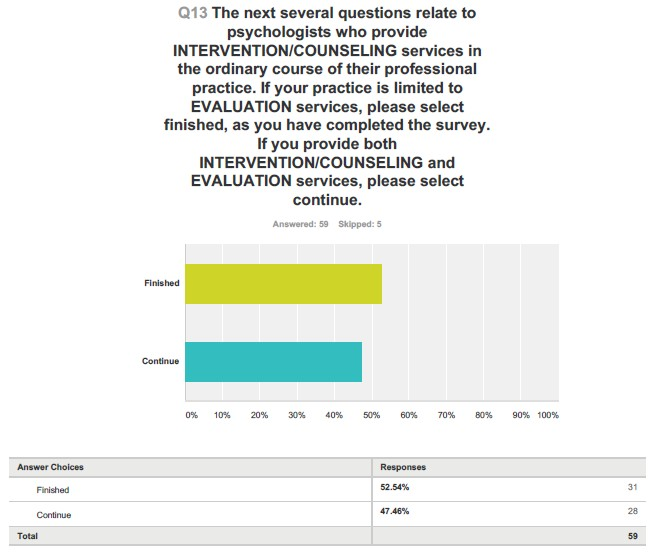 Q13 The next several questions relate to
psychologists who provide
INTERVENTION/COUNSELING services in
the ordinary course of their professional
practice. If your practice is limited to
EVALUATION services, please select
finished, as you have completed the survey.
If you provide both
INTERVENTION/COUNSELING and
EVALUATION services, please select
continue.
Answered: 59 Skipped: 5
Finished
Continue
0% 10% 20% 30% 40% 50% 60% 70% 80% 90% 100%
Answer Choices Responses
Finished 52.54% 31
Continue 47.46% 28
Total 59